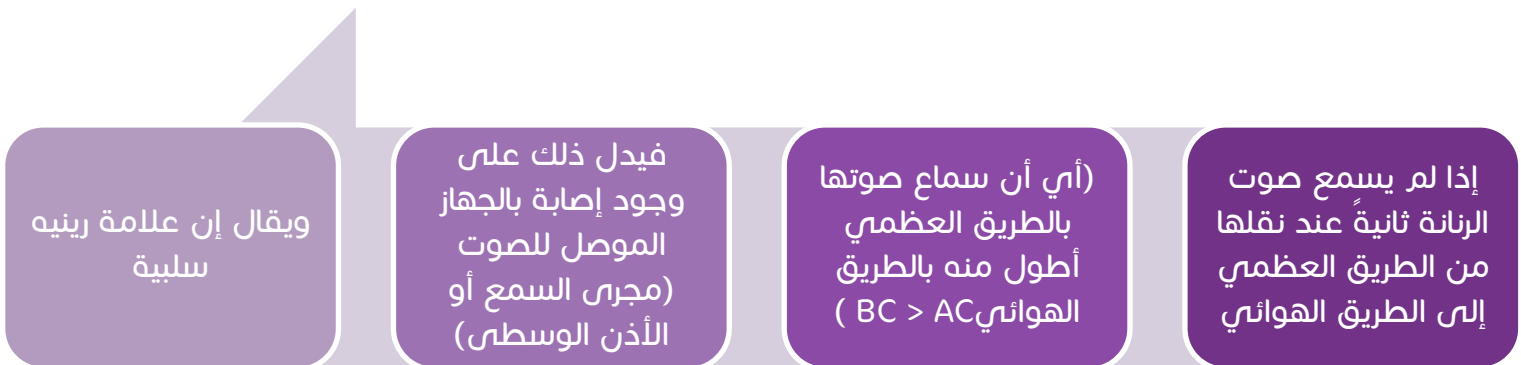 إذا لم يسمع صوت
الرنانة ثانيةً عند نقلها
من الطريق العظمي
إلى الطريق الهوائي
(أي أن سماع صوتها
بالطريق العظمي
أطول منه بالطريق
الهوائيBC > AC )
فيدل ذلك على
وجود إصابة بالجهاز
الموصل للصوت
(مجرى السمع أو
الأذن الوسطى)
ويقال إن علامة رينيه
سلبية